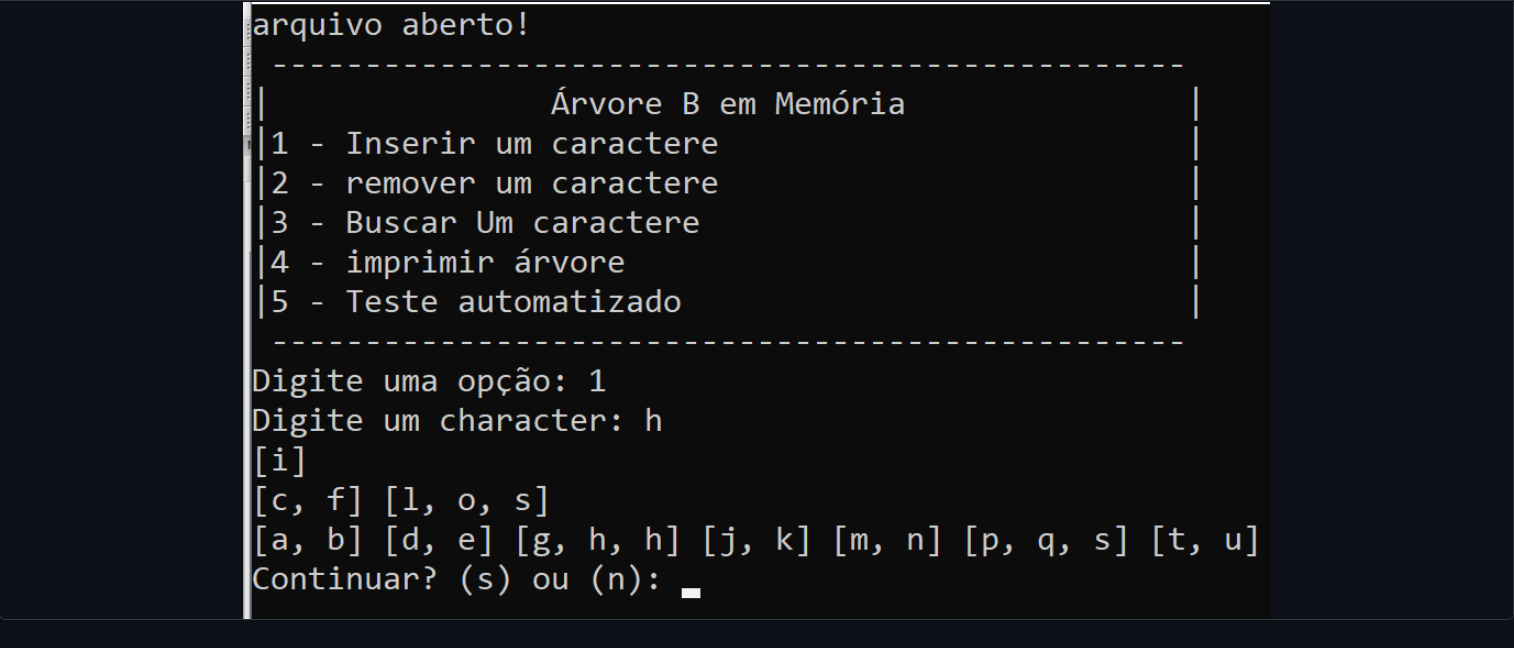 arquivo aberto!
-------------------------------------------------
| Árvore B em Memória |
|1 - Inserir um caractere |
|2 - remover um caractere |
|3 - Buscar Um caractere |
|4 - imprimir árvore |
|5 - Teste automatizado |
-------------------------------------------------
Digite uma opção: 1
Digite um character: h
[i]
[c, f] [l, o, s]
[a, b] [d, e] [g, h, h] [j, k] [m, n] [p, q, s] [t, u]
Continuar? (s) ou (n):